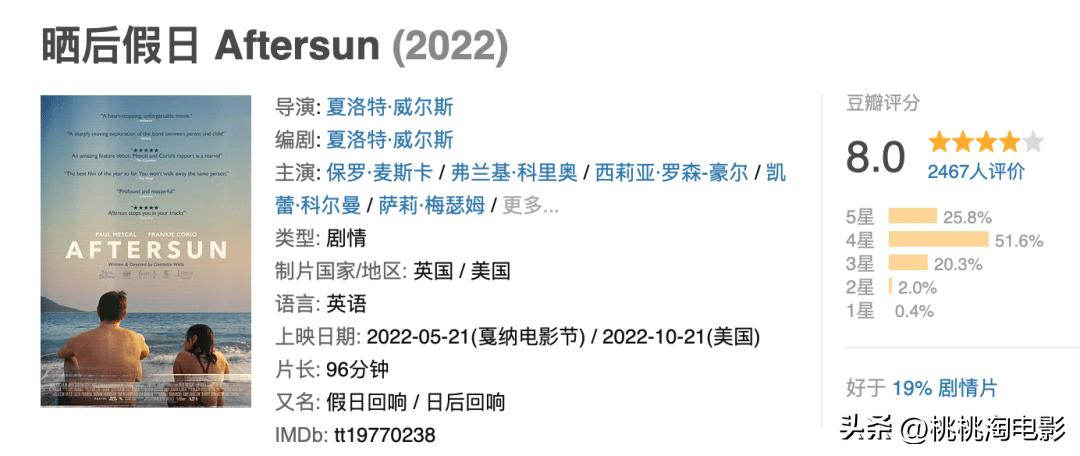 晒后假日 Aftersun (2022)
"A heart-stopping, unforgettable movie."
"A sharply moving exploration of the bond between parent and child"
★★★★★
An amazing feature debut. Mescal and Corio's rapport is a marvel"
"The best film of the year so far. You won't walk away the same person."
"Profound and masterful"
★★★★★
Aftersun stops you in your tracks"
PAUL MESCAL FRANKIE CORIO
AFTERSUN
Written & Directed by Charlotte Wells
导演: 夏洛特·威尔斯
编剧: 夏洛特·威尔斯
主演: 保罗·麦斯卡 / 弗兰基·科里奥 / 西莉亚·罗森-豪尔 / 凯
蕾·科尔曼 / 萨莉·梅瑟姆 / 更多...
类型: 剧情
制片国家/地区: 英国 / 美国
语言: 英语
上映日期: 2022-05-21(戛纳电影节) / 2022-10-21(美国)
片长: 96分钟
又名: 假日回响 / 日后回响
IMDb: tt19770238
豆瓣评分
8.0
2467人评价
5星 25.8%
4星 51.6%
3星 20.3%
2星 2.0%
1星 0.4%
好于 19% 剧情片
头条 @桃桃淘电影